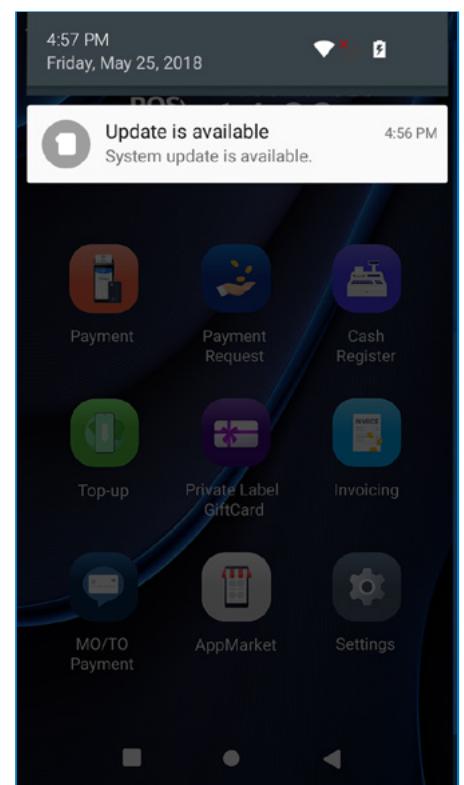 4:57 PM
Friday, May 25, 2018
Update is available
4:56 PM
System update is available.
Payment
Payment
Request
Cash
Register
Top-up
Private Label
GiftCard
INVOICE
Invoicing
MO/TO
Payment
AppMarket
Settings